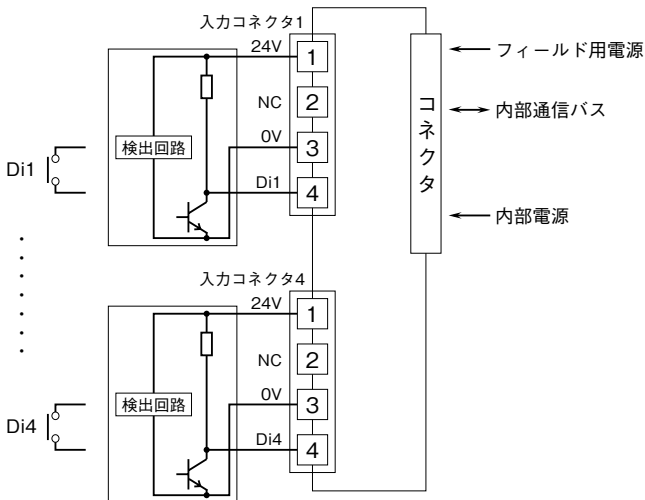 入力コネクタ1
24V
1
NC
2
0V
3
Di1
4
検出回路
Di1
コネクタ
フィールド用電源
内部通信バス
内部電源
入力コネクタ4
24V
1
NC
2
0V
3
Di4
4
検出回路
Di4